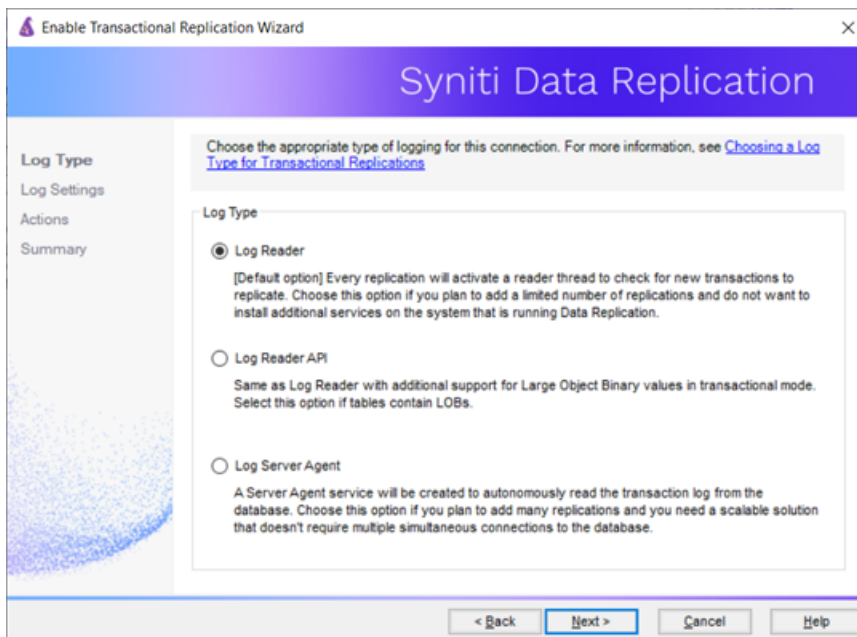 Enable Transactional Replication Wizard
Syniti Data Replication
Log Type
Log Settings
Actions
Summary
Choose the appropriate type of logging for this connection. For more information, see Choosing a Log
Type for Transactional Replications
Log Type
Log Reader
[Default option] Every replication will activate a reader thread to check for new transactions to
replicate. Choose this option if you plan to add a limited number of replications and do not want to
install additional services on the system that is running Data Replication.
Log Reader API
Same as Log Reader with additional support for Large Object Binary values in transactional mode.
Select this option if tables contain LOBs.
Log Server Agent
A Server Agent service will be created to autonomously read the transaction log from the
database. Choose this option if you plan to add many replications and you need a scalable solution
that doesn't require multiple simultaneous connections to the database.
< Back Next > Cancel Help